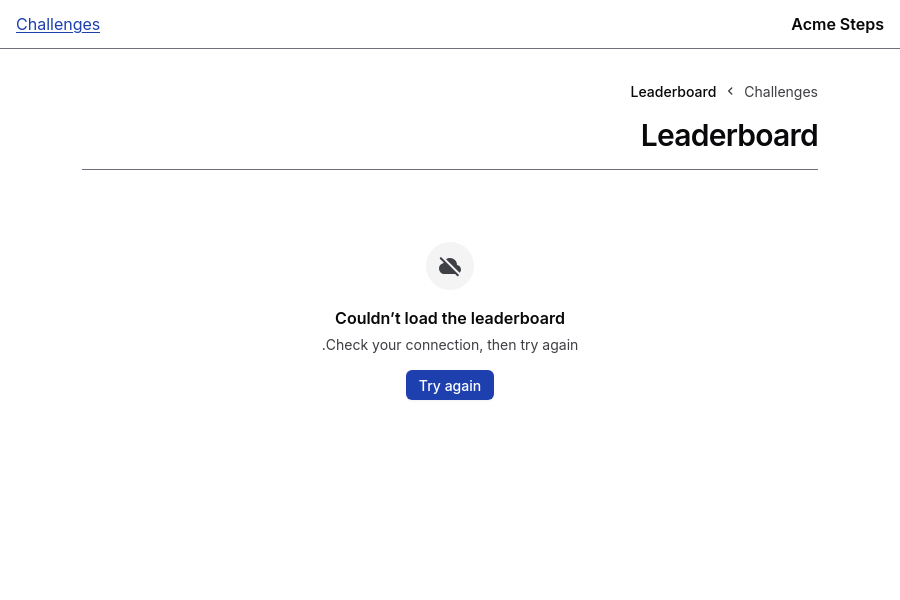 Acme Steps
Challenges
Challenges
Leaderboard
Leaderboard
Couldn’t load the leaderboard
Check your connection, then try again.
Try again